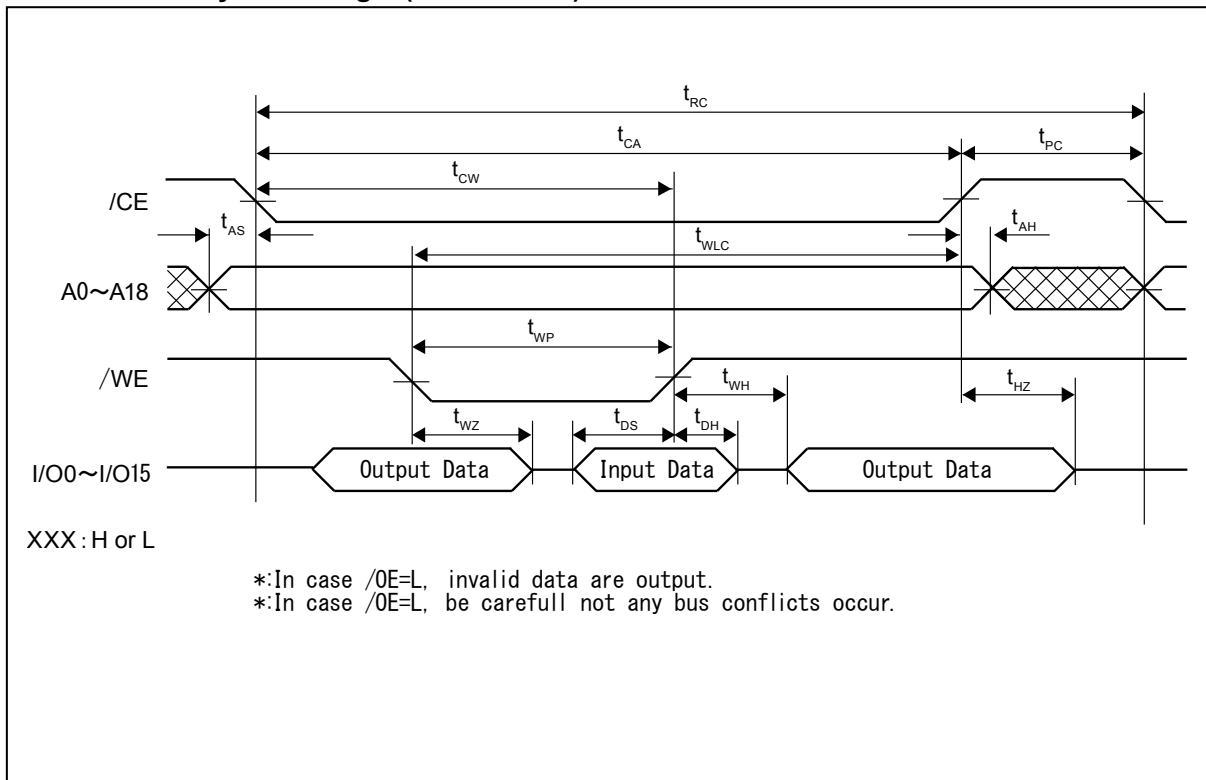 tRC
tCA
tPC
tCW
/CE
tAS
tWLC
tAH
A0～A18
tWP
/WE
tWH
tHZ
tWZ
tDS
tDH
I/O0～I/O15
Output Data
Input Data
Output Data
XXX : H or L
*:In case /OE=L, invalid data are output.
*:In case /OE=L, be carefull not any bus conflicts occur.